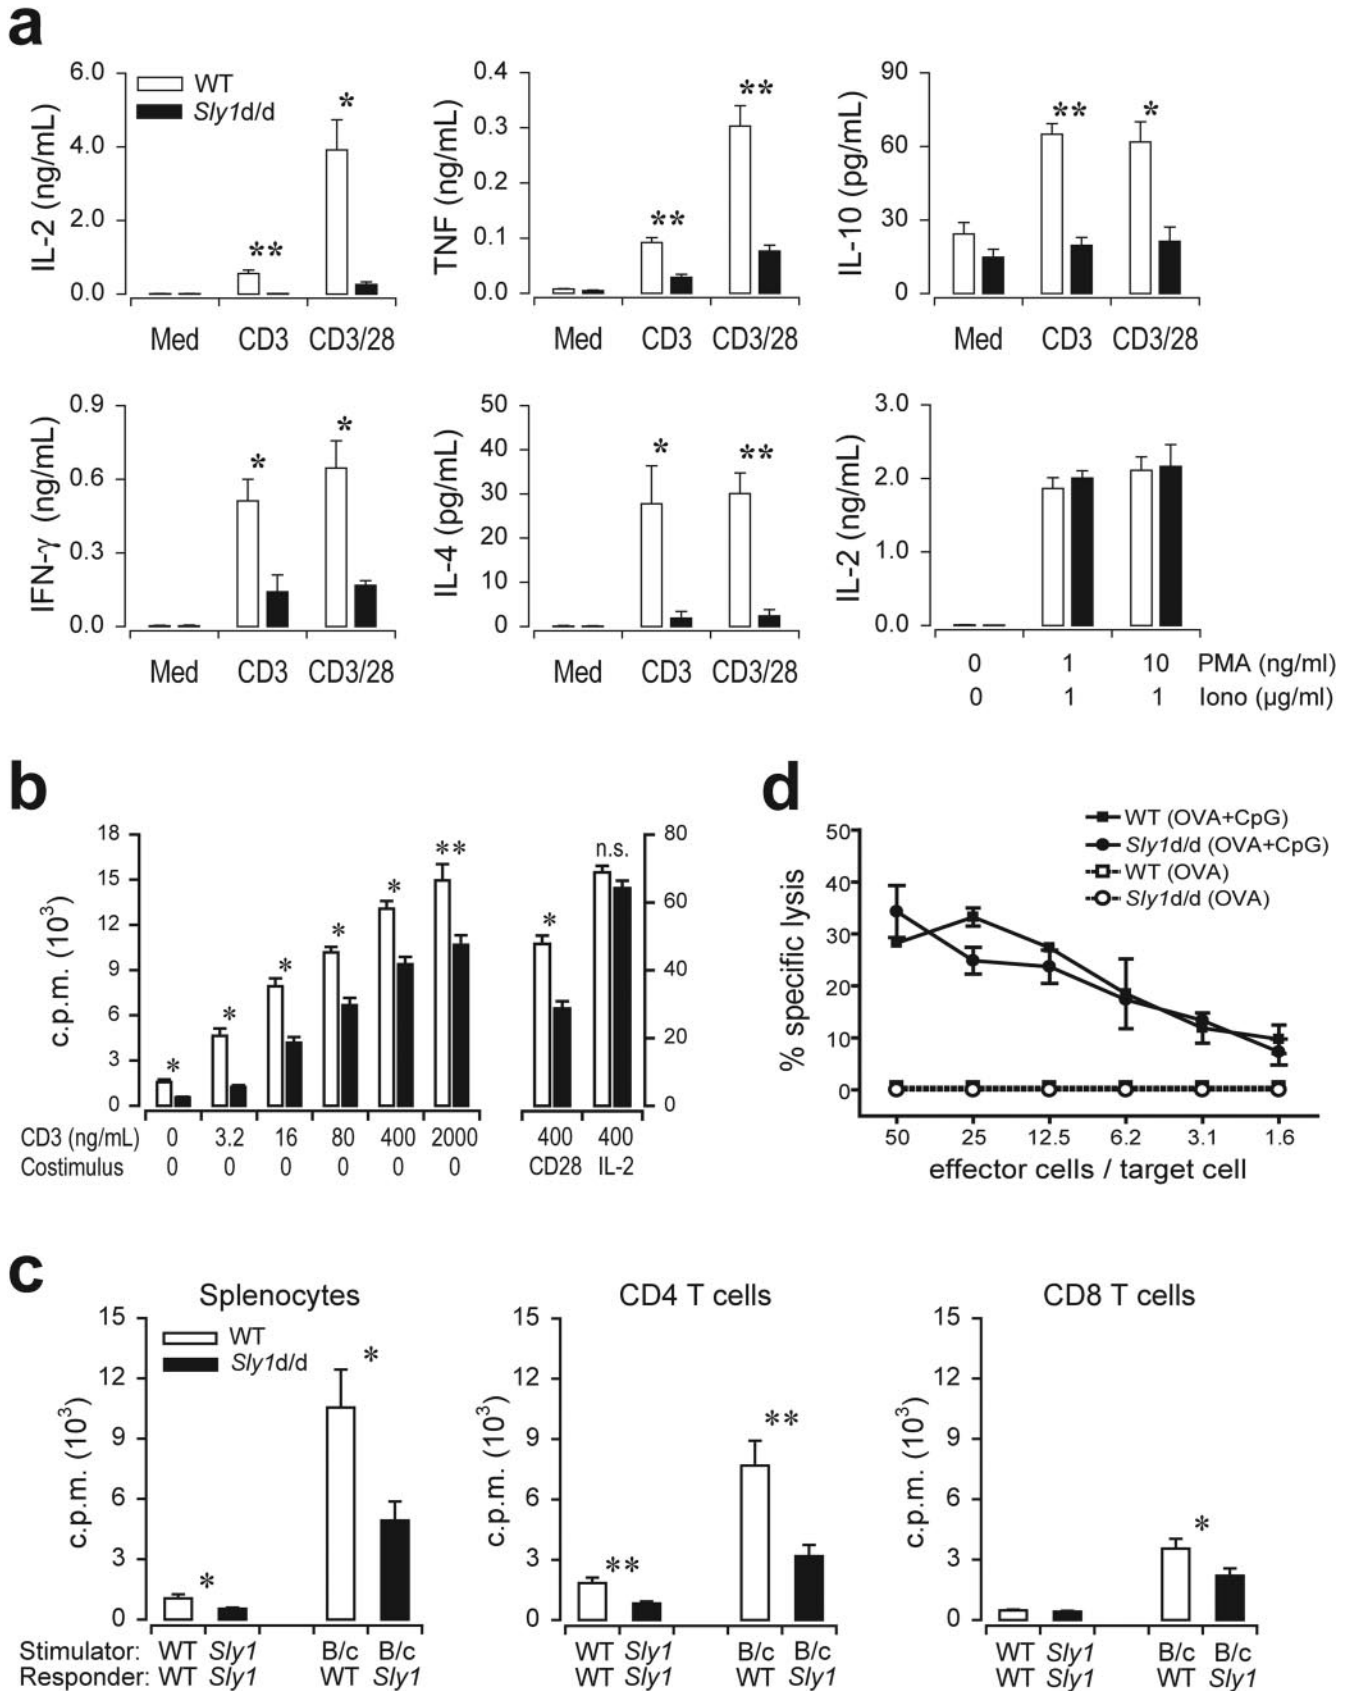 a
IL-2 (ng/mL)
6.0
4.0
2.0
0.0
WT
Sly1d/d
**
*
Med CD3 CD3/28
TNF (ng/mL)
0.4
0.3
0.2
0.1
0.0
**
**
Med CD3 CD3/28
IL-10 (pg/mL)
90
60
30
0
**
*
Med CD3 CD3/28
IFN-γ (ng/mL)
0.9
0.6
0.3
0.0
*
*
Med CD3 CD3/28
IL-4 (pg/mL)
50
40
30
20
10
0
*
**
Med CD3 CD3/28
IL-2 (ng/mL)
3.0
2.0
1.0
0.0
0 1 10 PMA (ng/ml)
0 1 1 Iono (µg/ml)
b
c.p.m. (10³)
18
15
12
9
6
3
0
*
*
*
*
*
**
*
n.s.
80
60
40
20
0
CD3 (ng/mL) 0 3.2 16 80 400 2000 400 400
Costimulus 0 0 0 0 0 0 CD28 IL-2
d
% specific lysis
50
40
30
20
10
0
WT (OVA+CpG)
Sly1d/d (OVA+CpG)
WT (OVA)
Sly1d/d (OVA)
50 25 12.5 6.2 3.1 1.6
effector cells / target cell
c
Splenocytes
c.p.m. (10³)
15
12
9
6
3
0
WT
Sly1d/d
*
*
Stimulator: WT Sly1 B/c B/c
Responder: WT Sly1 WT Sly1
CD4 T cells
c.p.m. (10³)
15
12
9
6
3
0
**
**
WT Sly1 B/c B/c
WT Sly1 WT Sly1
CD8 T cells
c.p.m. (10³)
15
12
9
6
3
0
*
WT Sly1 B/c B/c
WT Sly1 WT Sly1